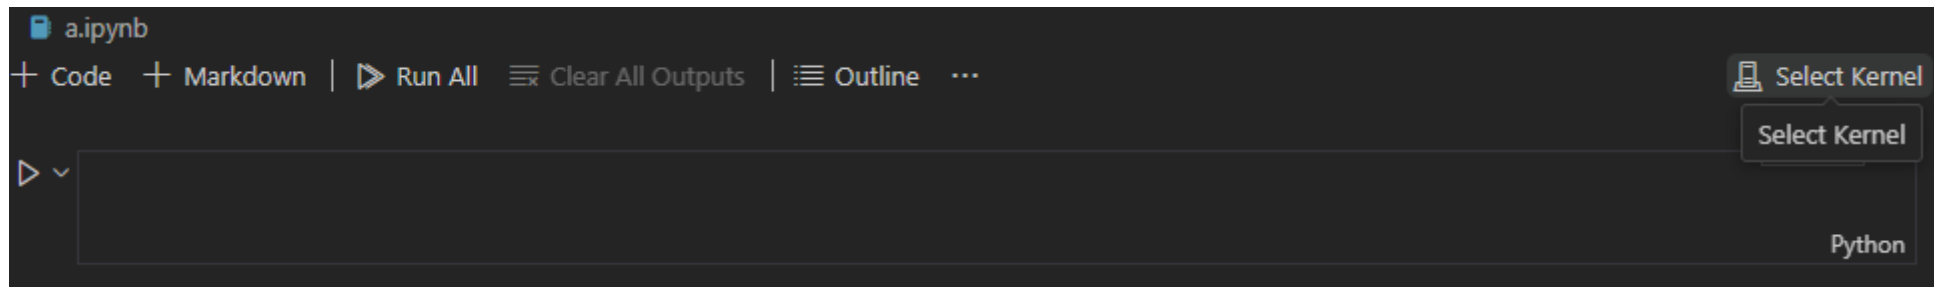 a.ipynb
+ Code + Markdown | Run All Clear All Outputs | Outline ... Select Kernel
Select Kernel
Python